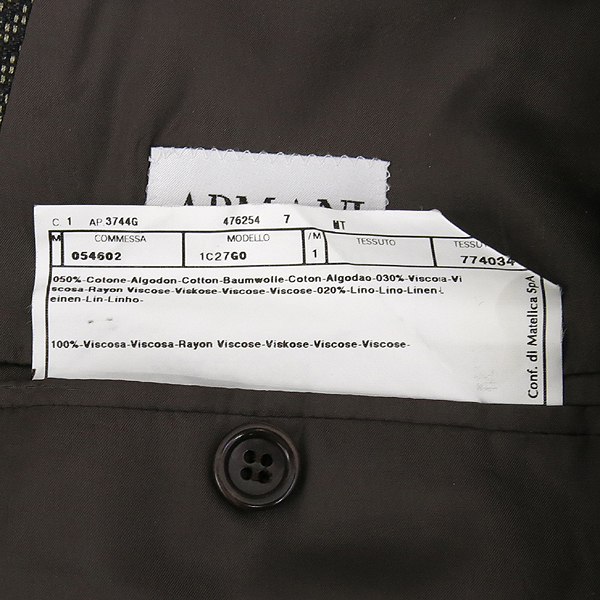 ARMANI
C 1 AP 3744G 476254 7 MT
M COMMESSA MODELLO /M TESSUTO
054602 1C27G0 1 774034
050%-Cotone-Algodon-Cotton-Baumwolle-Coton-Algodao-030%-Viscoza-Vi
scosa-Rayon Viscose-Viskose-Viscose-Viscose-020%-Lino-Lino-Linen-L
einen-Lin-Linho-
100%-Viscosa-Viscosa-Rayon Viscose-Viskose-Viscose-Viscose-
Conf. di Matelica SpA